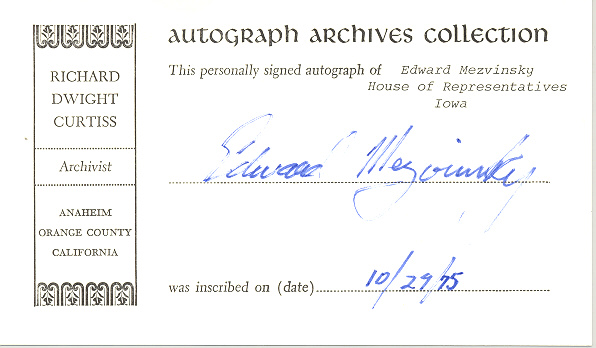 AUTOGRAPH ARCHIVES COLLECTION
RICHARD
DWIGHT
CURTISS
Archivist
ANAHEIM
ORANGE COUNTY
CALIFORNIA
This personally signed autograph of Edward Mezvinsky
House of Representatives
Iowa
Edward Mezvinsky
was inscribed on (date) 10/29/75